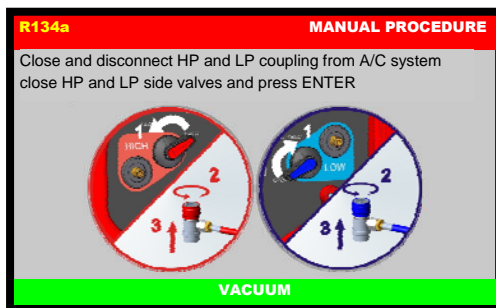 R134a MANUAL PROCEDURE
Close and disconnect HP and LP coupling from A/C system
close HP and LP side valves and press ENTER
1 HIGH 2 3
1 LOW 2 3
VACUUM